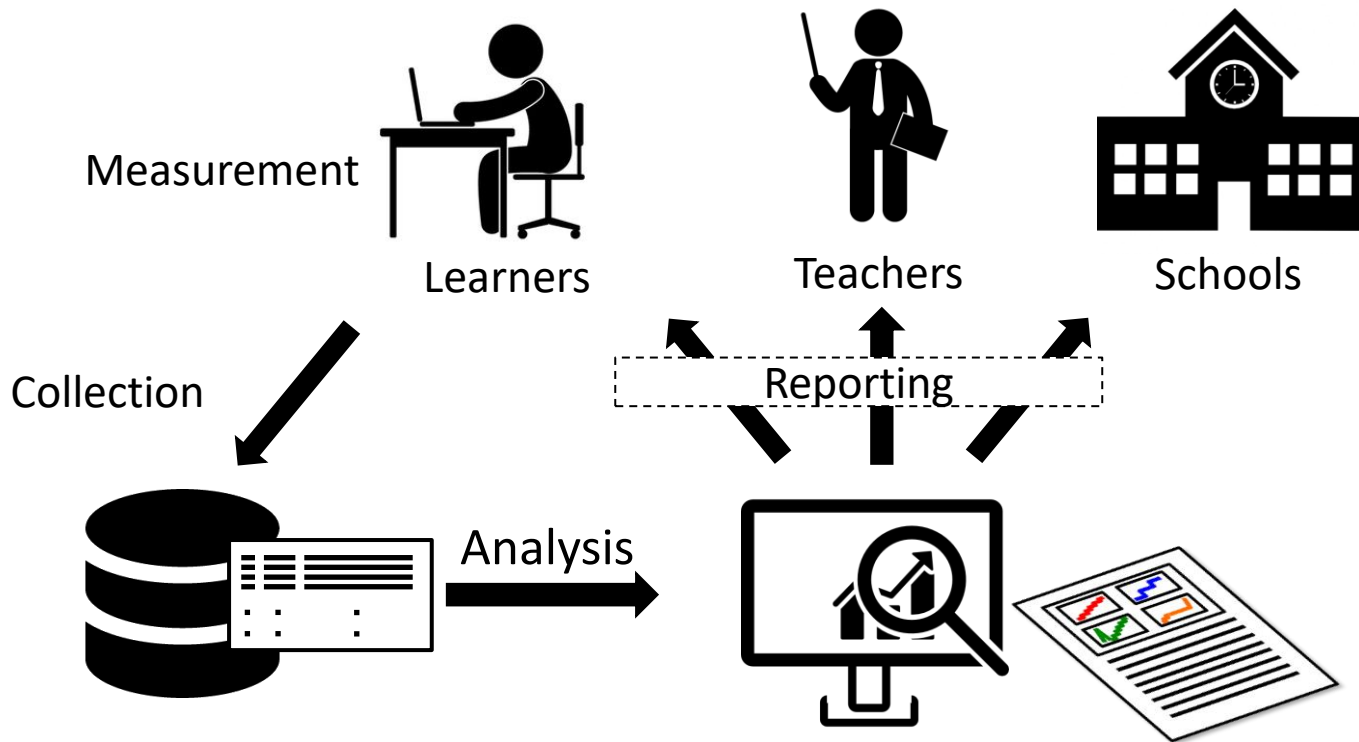 Measurement
Learners
Teachers
Schools
Collection
Reporting
Analysis